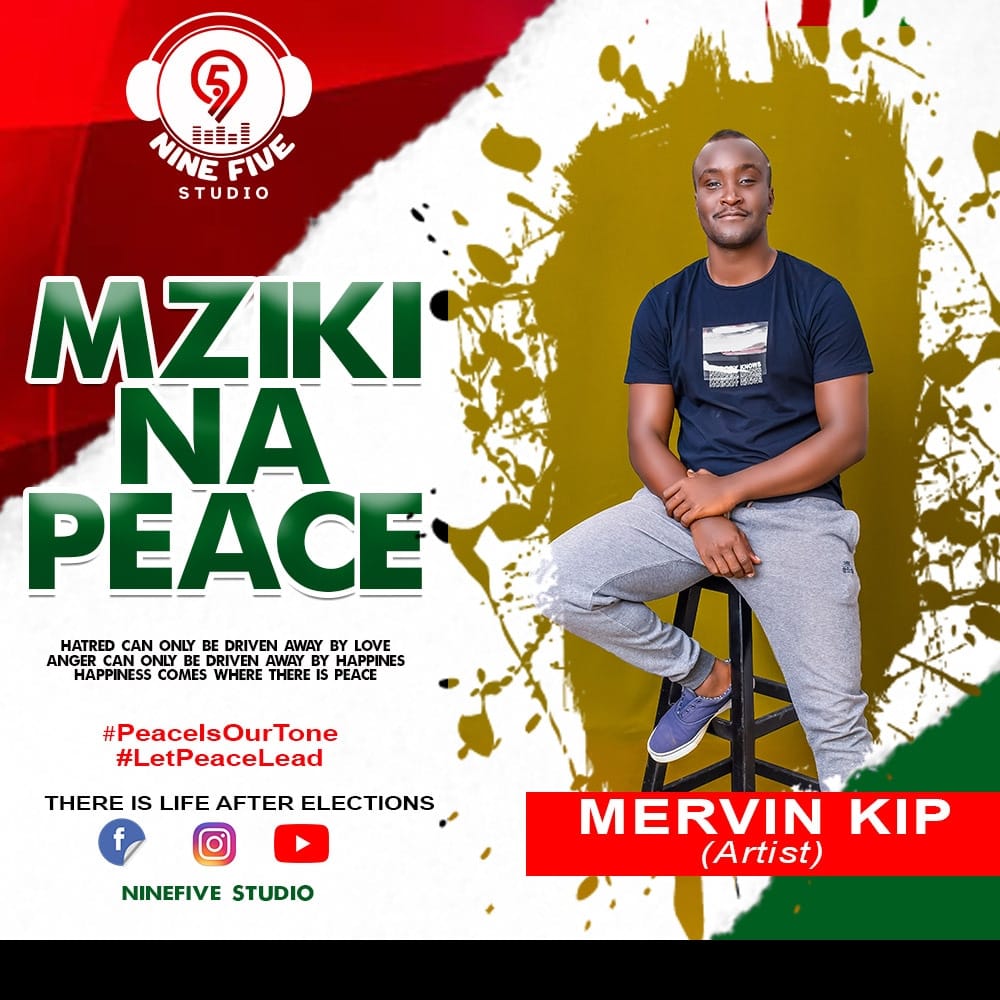 59
NINE FIVE
STUDIO
MZIKI
NA
PEACE
HATRED CAN ONLY BE DRIVEN AWAY BY LOVE
ANGER CAN ONLY BE DRIVEN AWAY BY HAPPINES
HAPPINESS COMES WHERE THERE IS PEACE
#PeaceIsOurTone
#LetPeaceLead
THERE IS LIFE AFTER ELECTIONS
f
NINEFIVE STUDIO
KNOWS
MERVIN KIP
(Artist)